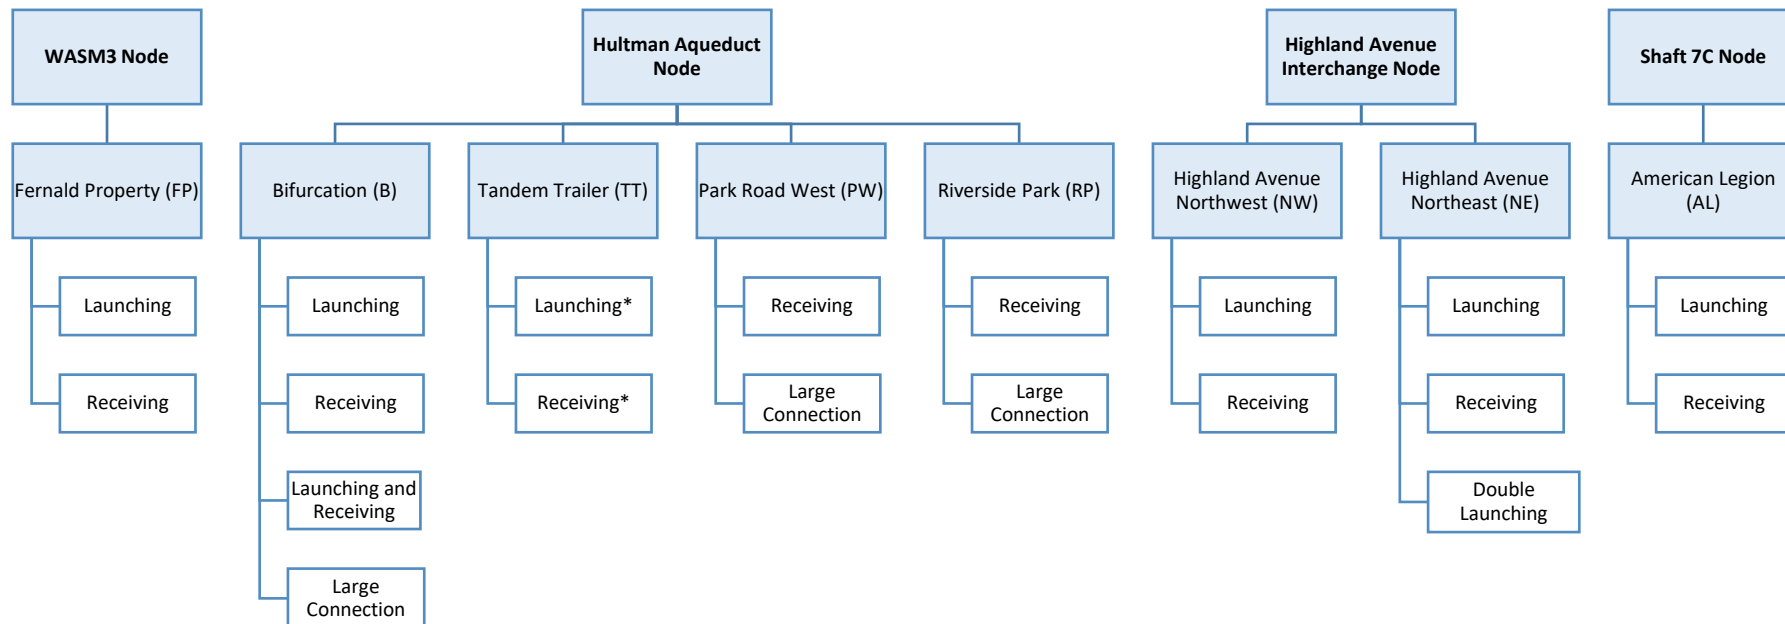 WASM3 Node
Hultman Aqueduct
Node
Highland Avenue
Interchange Node
Shaft 7C Node
Fernald Property (FP)
Bifurcation (B)
Tandem Trailer (TT)
Park Road West (PW)
Riverside Park (RP)
Highland Avenue
Northwest (NW)
Highland Avenue
Northeast (NE)
American Legion
(AL)
Launching
Launching
Launching*
Receiving
Receiving
Launching
Launching
Launching
Receiving
Receiving
Receiving*
Large
Connection
Large
Connection
Receiving
Receiving
Receiving
Launching and
Receiving
Double
Launching
Large
Connection